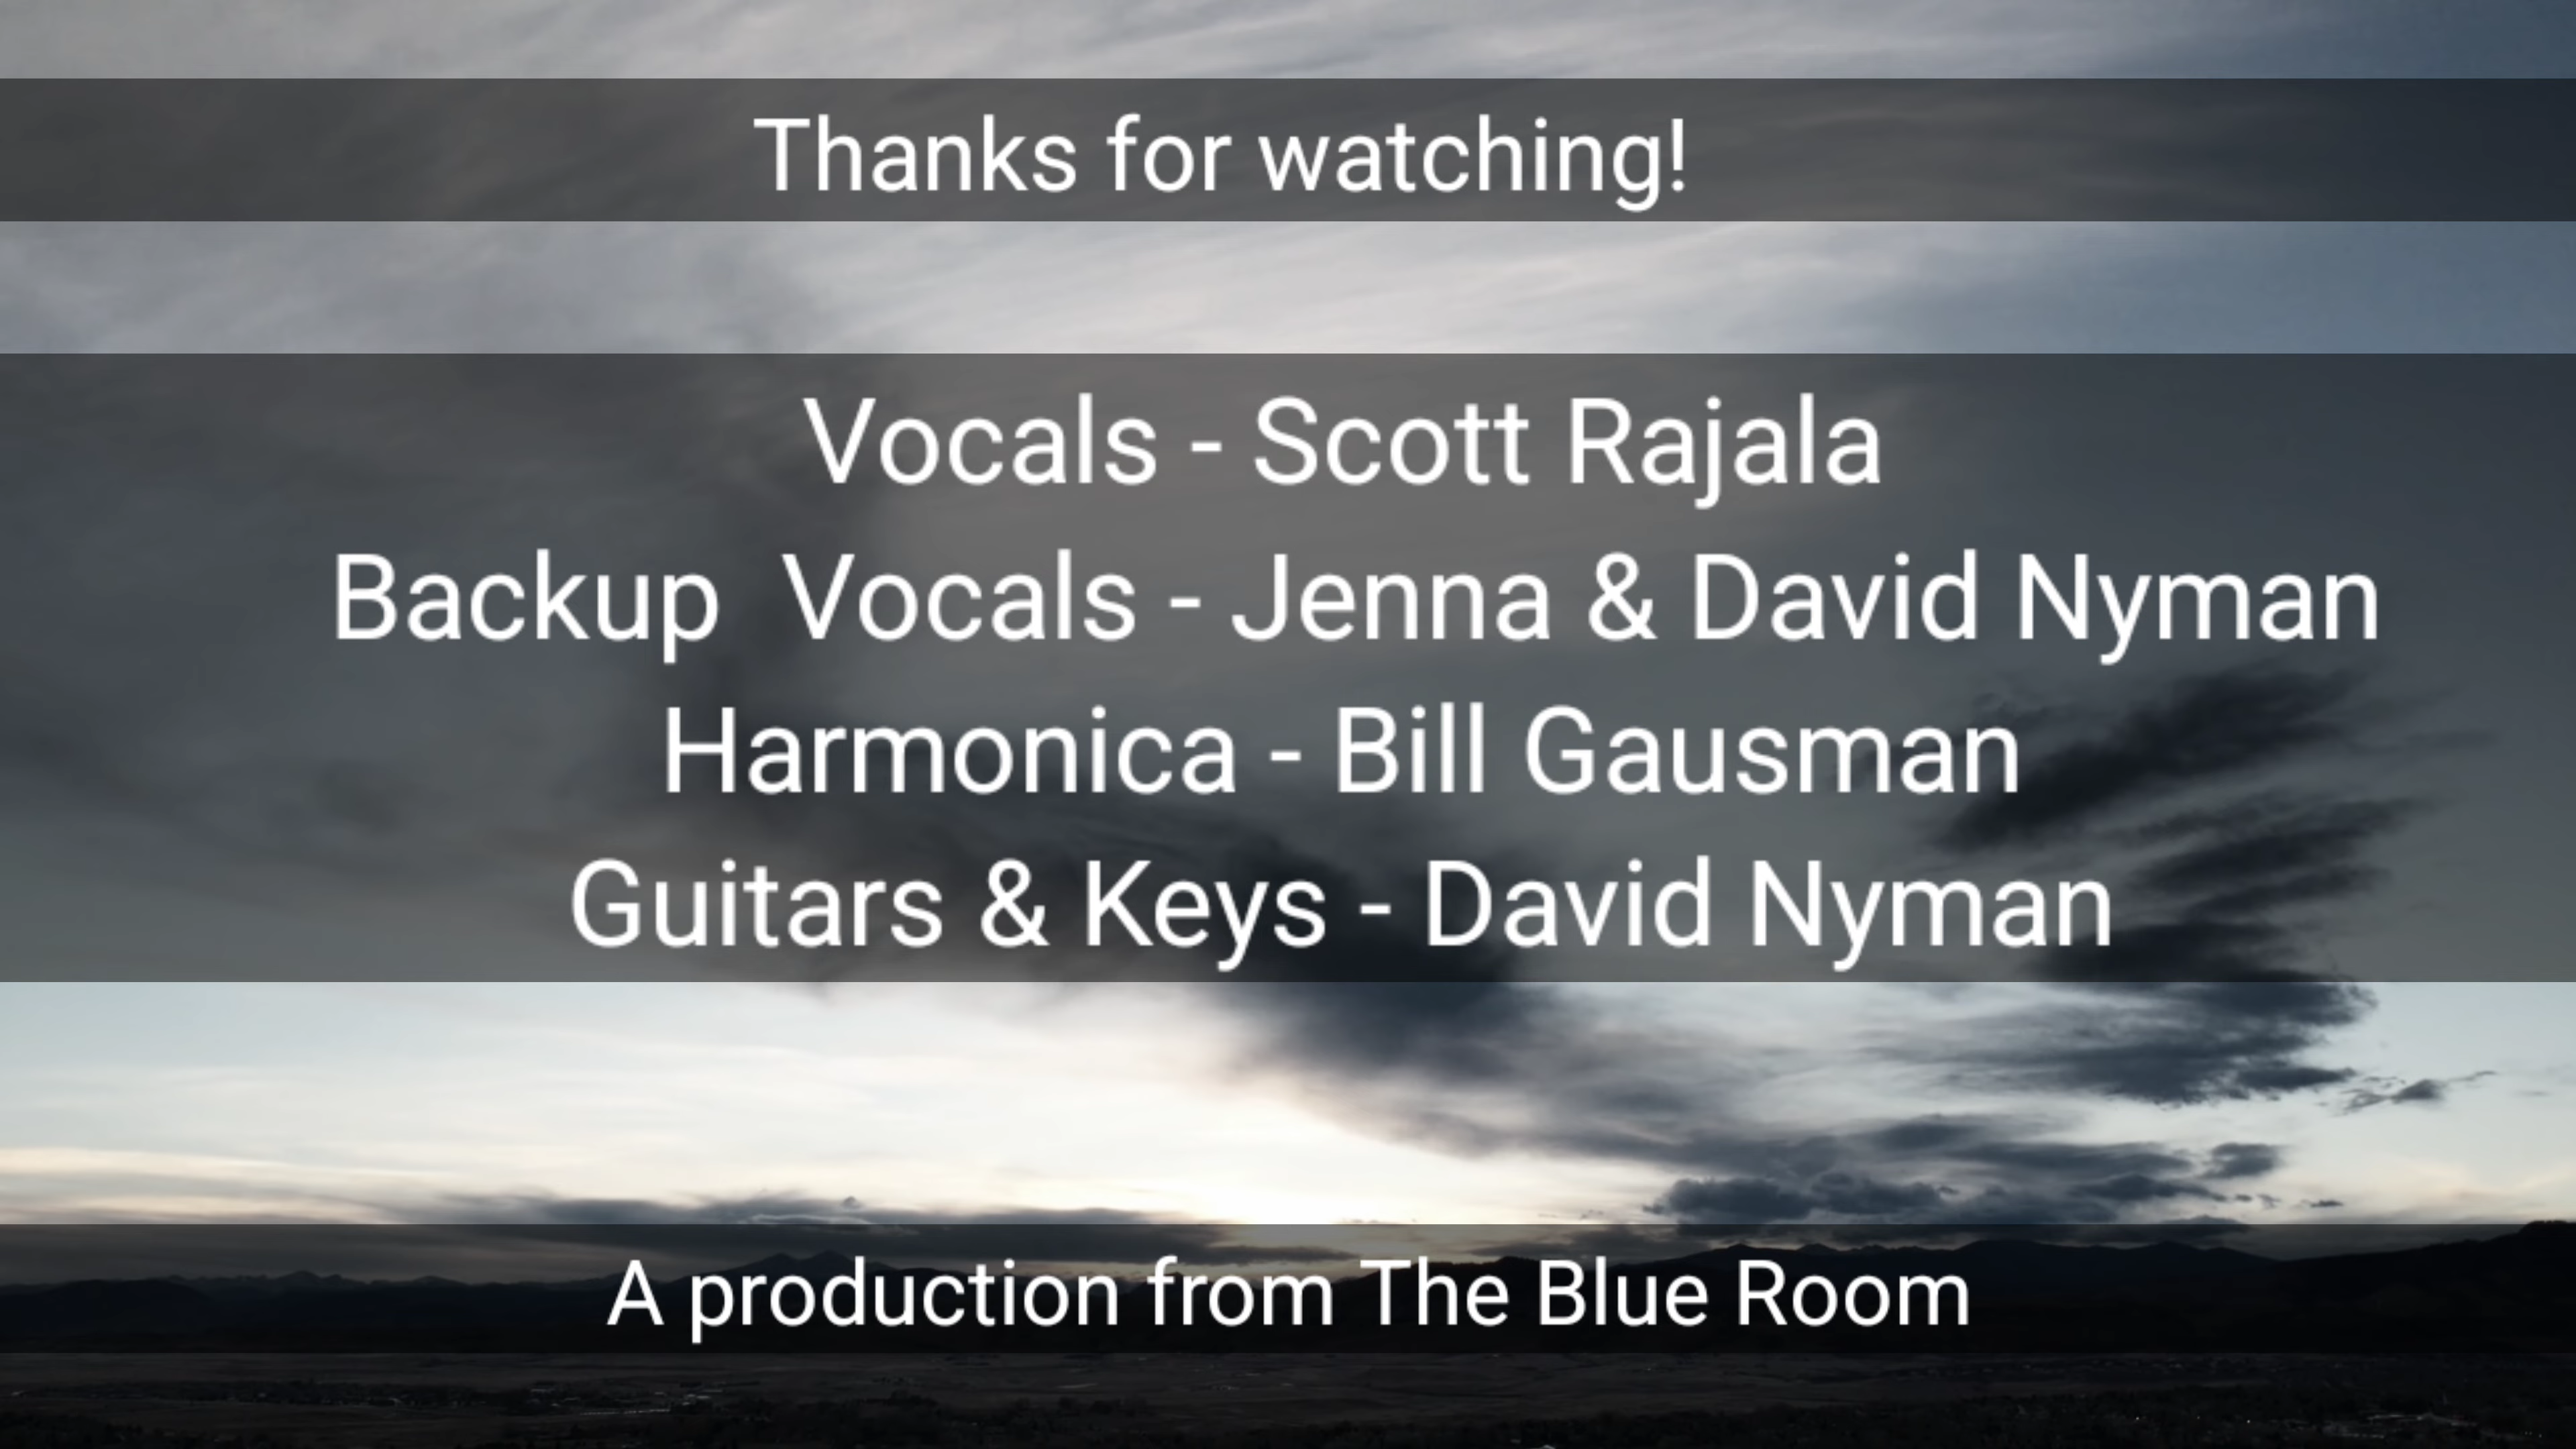 Thanks for watching!
Vocals - Scott Rajala
Backup  Vocals - Jenna & David Nyman
Harmonica - Bill Gausman
Guitars & Keys - David Nyman
A production from The Blue Room